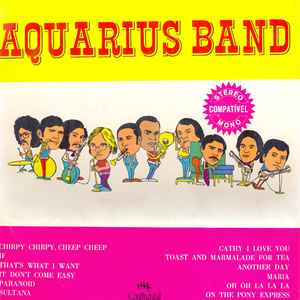 AQUARIUS BAND
STEREO
COMPATÍVEL
MONO
CHIRPY CHIRPY, CHEEP CHEEP
IF
THAT'S WHAT I WANT
IT DON'T COME EASY
PARANOID
SULTANA
CATHY I LOVE YOU
TOAST AND MARMALADE FOR TEA
ANOTHER DAY
MARIA
OH OH LA LA LA
ON THE PONY EXPRESS